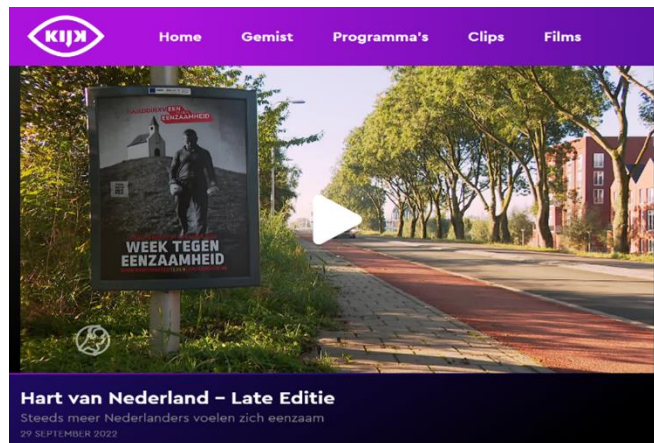 KIJK
Home Gemist Programma's Clips Films
EEN
EENZAAMHEID
WEEK TEGEN
EENZAAMHEID
Hart van Nederland – Late Editie
Steeds meer Nederlanders voelen zich eenzaam
29 SEPTEMBER 2022